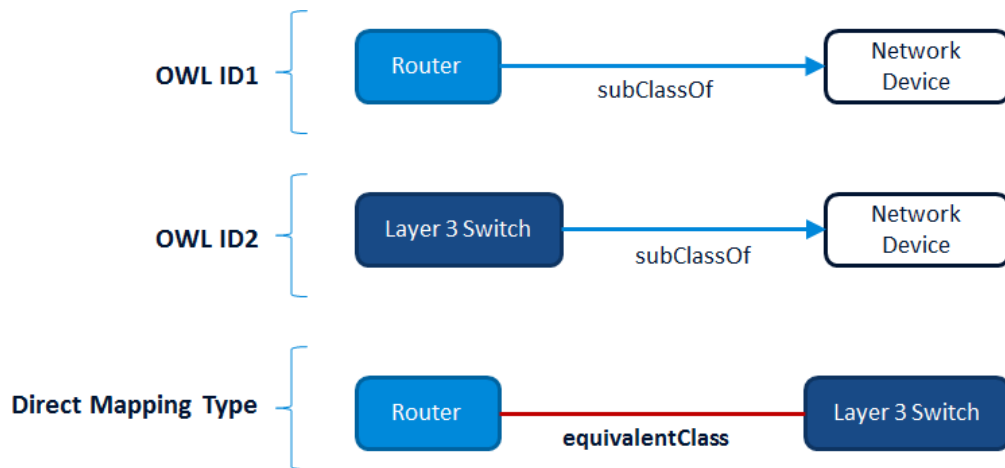 OWL ID1
Router
subClassOf
Network
Device
OWL ID2
Layer 3 Switch
subClassOf
Network
Device
Direct Mapping Type
Router
equivalentClass
Layer 3 Switch